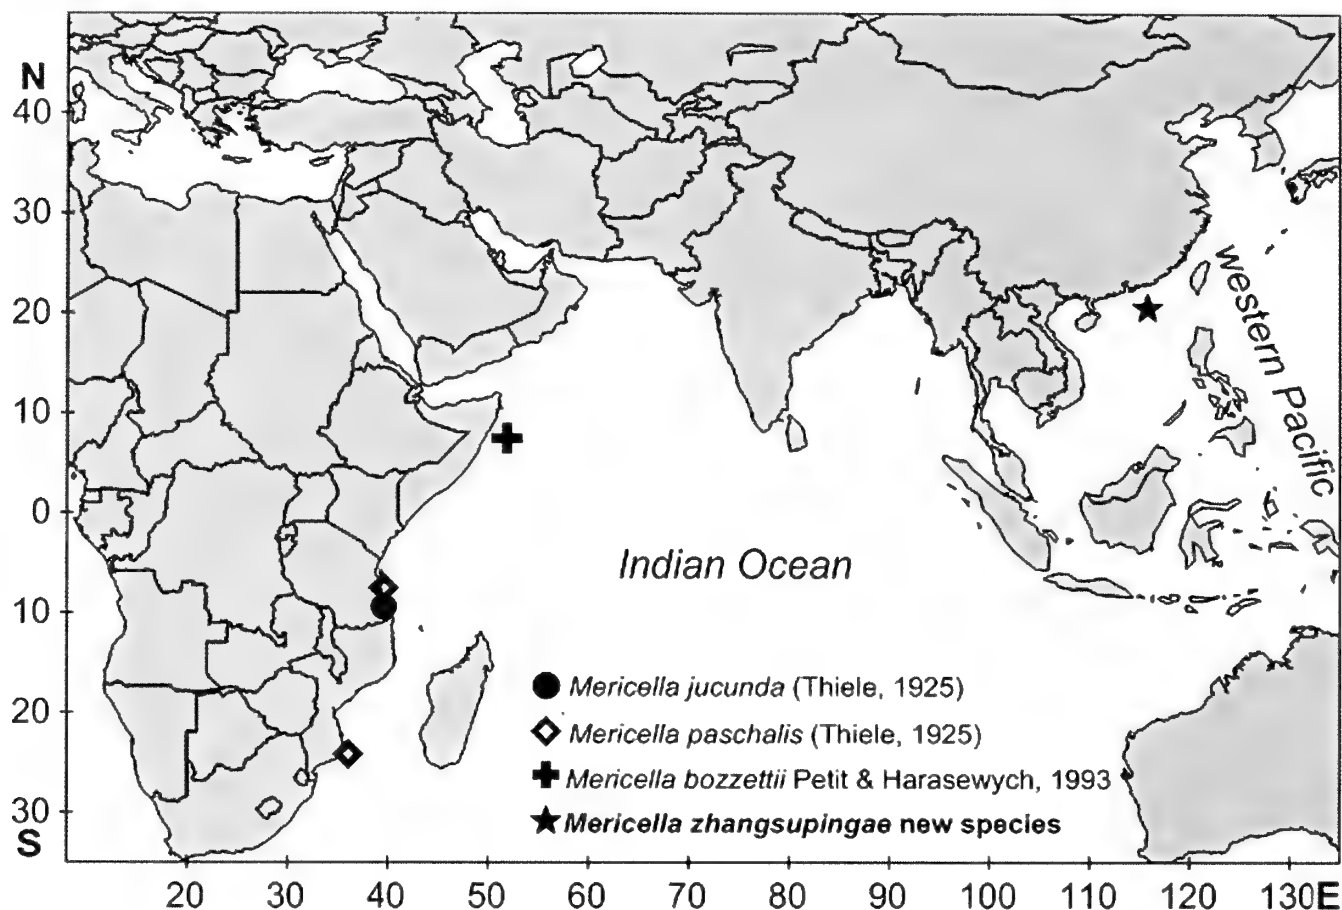 N
40
30
20
10
0
10
20
30
S
western Pacific
Indian Ocean
Mericella jucunda (Thiele, 1925)
Mericella paschalis (Thiele, 1925)
Mericella bozzettii Petit & Harasewych, 1993
Mericella zhangsupingae new species
20 30 40 50 60 70 80 90 100 110 120 130E